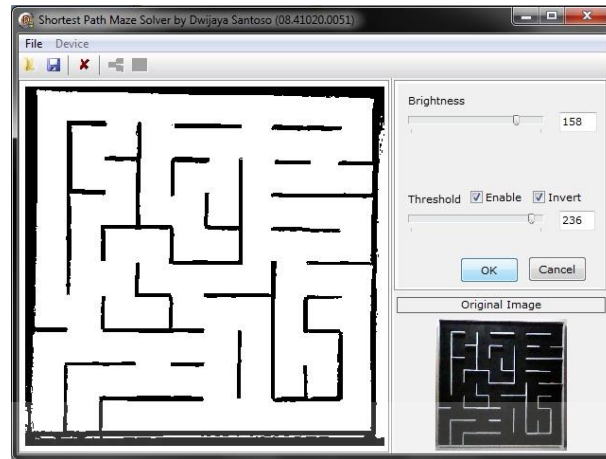 Shortest Path Maze Solver by Dwijaya Santoso (08.41020.0051)
File Device
Brightness
158
Threshold Enable Invert
236
OK Cancel
Original Image